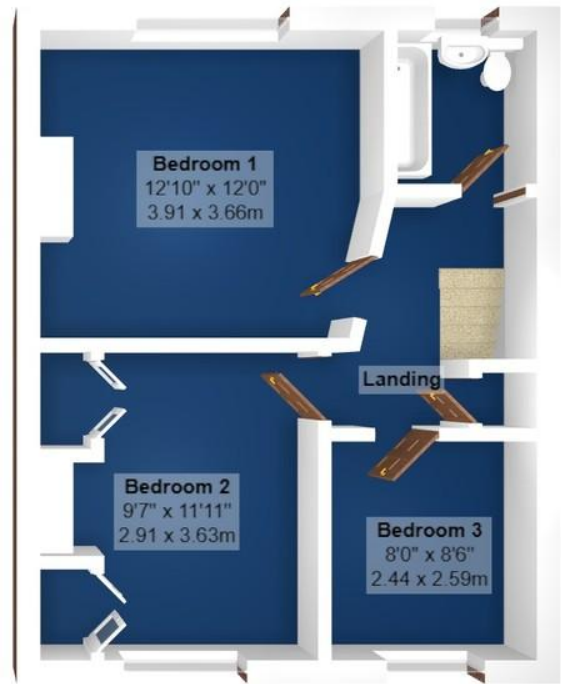 Bedroom 1
12'10" x 12'0"
3.91 x 3.66m
Landing
Bedroom 2
9'7" x 11'11"
2.91 x 3.63m
Bedroom 3
8'0" x 8'6"
2.44 x 2.59m